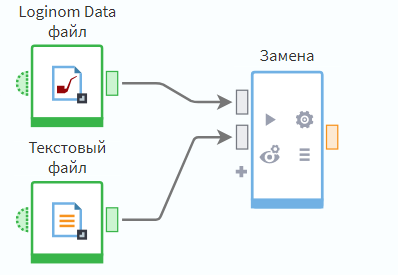 Loginom Data
файл
Замена
Текстовый
файл